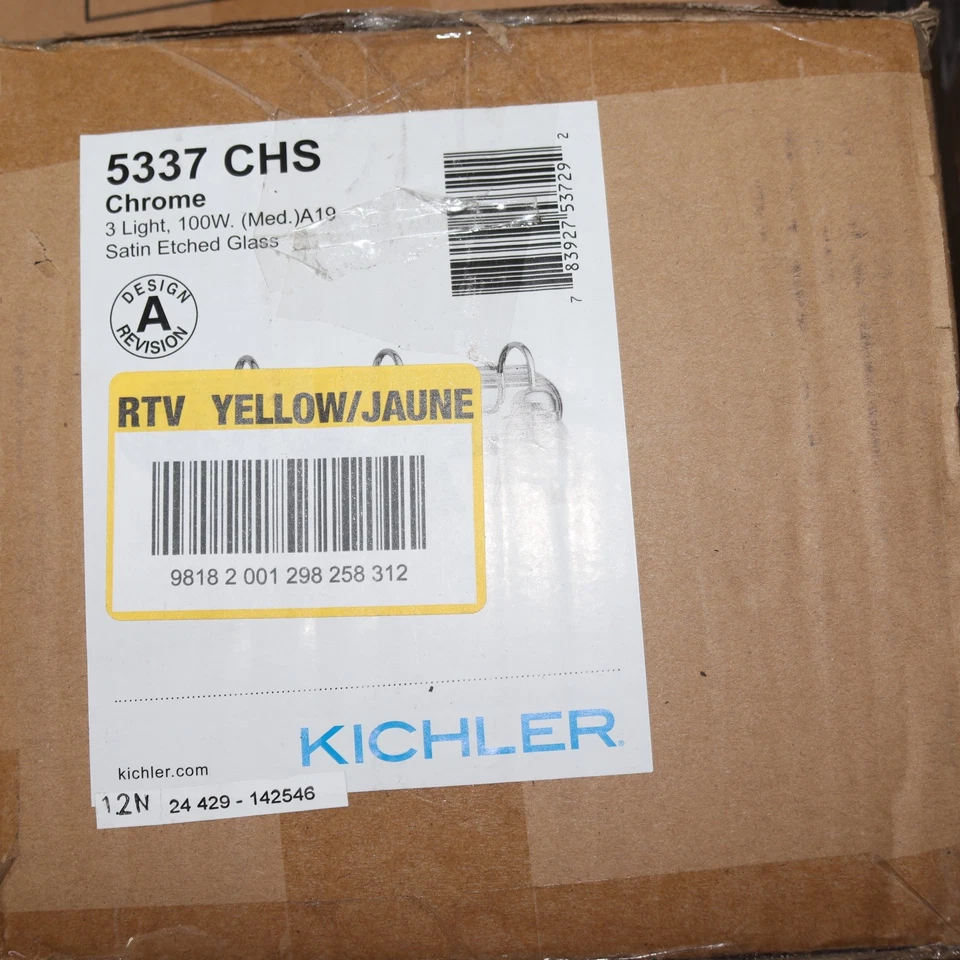 5337 CHS
Chrome
3 Light, 100W. (Med.)A19
Satin Etched Glass
7 83927 53729 2
DESIGN
A
REVISION
RTV YELLOW/JAUNE
9818 2 001 298 258 312
KICHLER®
kichler.com
12N 24 429 - 142546